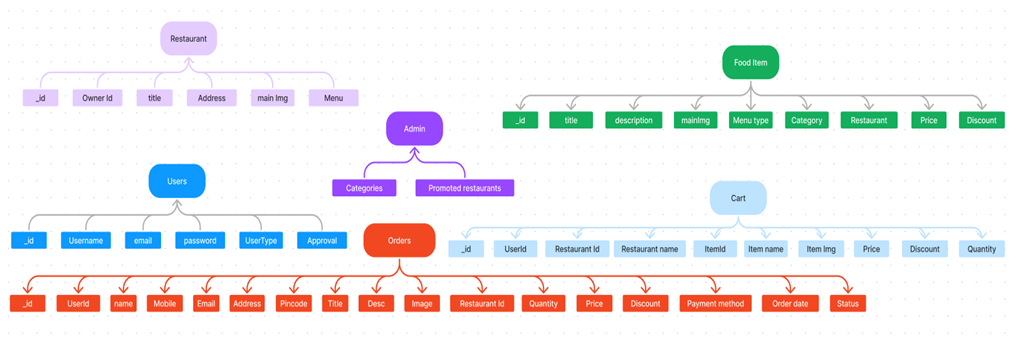 Restaurant
_id
Owner Id
title
Address
main Img
Menu
Food Item
_id
title
description
mainImg
Menu type
Category
Restaurant
Price
Discount
Admin
Categories
Promoted restaurants
Users
_id
Username
email
password
UserType
Approval
Cart
_id
UserId
Restaurant Id
Restaurant name
ItemId
Item name
Item Img
Price
Discount
Quantity
Orders
_id
UserId
name
Mobile
Email
Address
Pincode
Title
Desc
Image
Restaurant Id
Quantity
Price
Discount
Payment method
Order date
Status